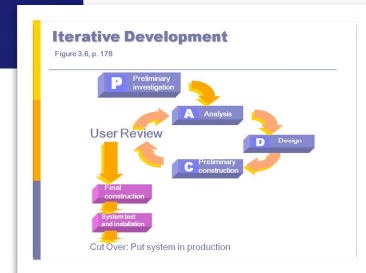 Iterative Development
Figure 3.6, p. 178
P
Preliminary
investigation
A Analysis
User Review
D Design
C
Preliminary
construction
Final
construction
System test
and installation
Cut Over: Put system in production